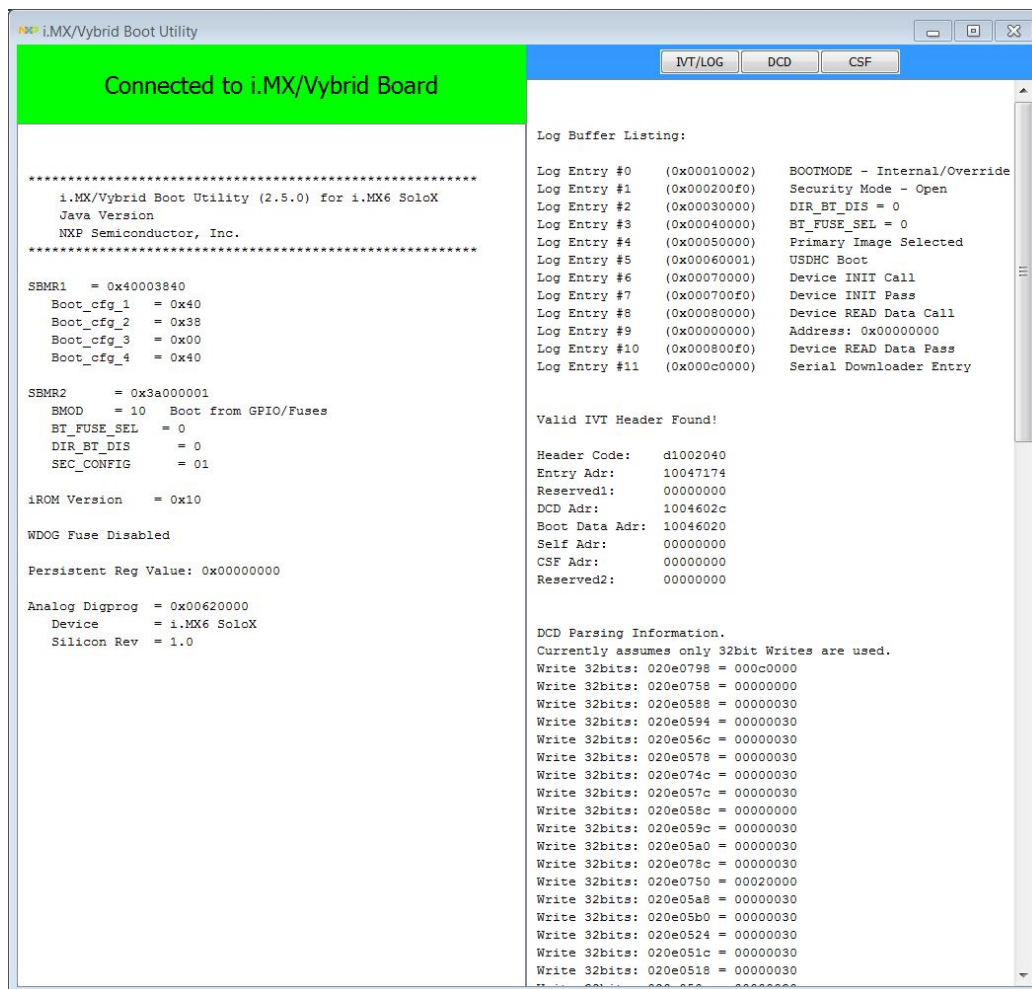 NXP i.MX/Vybrid Boot Utility
Connected to i.MX/Vybrid Board
**********************************************************
i.MX/Vybrid Boot Utility (2.5.0) for i.MX6 SoloX
Java Version
NXP Semiconductor, Inc.
**********************************************************
SBMR1 = 0x40003840
Boot_cfg_1 = 0x40
Boot_cfg_2 = 0x38
Boot_cfg_3 = 0x00
Boot_cfg_4 = 0x40
SBMR2 = 0x3a000001
BMOD = 10 Boot from GPIO/Fuses
BT_FUSE_SEL = 0
DIR_BT_DIS = 0
SEC_CONFIG = 01
iROM Version = 0x10
WDOG Fuse Disabled
Persistent Reg Value: 0x00000000
Analog Digprog = 0x00620000
Device = i.MX6 SoloX
Silicon Rev = 1.0
IVT/LOG DCD CSF
Log Buffer Listing:
Log Entry #0 (0x00010002) BOOTMODE - Internal/Override
Log Entry #1 (0x000200f0) Security Mode - Open
Log Entry #2 (0x00030000) DIR_BT_DIS = 0
Log Entry #3 (0x00040000) BT_FUSE_SEL = 0
Log Entry #4 (0x00050000) Primary Image Selected
Log Entry #5 (0x00060001) USDHC Boot
Log Entry #6 (0x00070000) Device INIT Call
Log Entry #7 (0x000700f0) Device INIT Pass
Log Entry #8 (0x00080000) Device READ Data Call
Log Entry #9 (0x00000000) Address: 0x00000000
Log Entry #10 (0x000800f0) Device READ Data Pass
Log Entry #11 (0x000c0000) Serial Downloader Entry
Valid IVT Header Found!
Header Code: d1002040
Entry Adr: 10047174
Reserved1: 00000000
DCD Adr: 1004602c
Boot Data Adr: 10046020
Self Adr: 00000000
CSF Adr: 00000000
Reserved2: 00000000
DCD Parsing Information.
Currently assumes only 32bit Writes are used.
Write 32bits: 020e0798 = 000c0000
Write 32bits: 020e0758 = 00000000
Write 32bits: 020e0588 = 00000030
Write 32bits: 020e0594 = 00000030
Write 32bits: 020e056c = 00000030
Write 32bits: 020e0578 = 00000030
Write 32bits: 020e074c = 00000030
Write 32bits: 020e057c = 00000030
Write 32bits: 020e058c = 00000000
Write 32bits: 020e059c = 00000030
Write 32bits: 020e05a0 = 00000030
Write 32bits: 020e078c = 00000030
Write 32bits: 020e0750 = 00020000
Write 32bits: 020e05a8 = 00000030
Write 32bits: 020e05b0 = 00000030
Write 32bits: 020e0524 = 00000030
Write 32bits: 020e051c = 00000030
Write 32bits: 020e0518 = 00000030